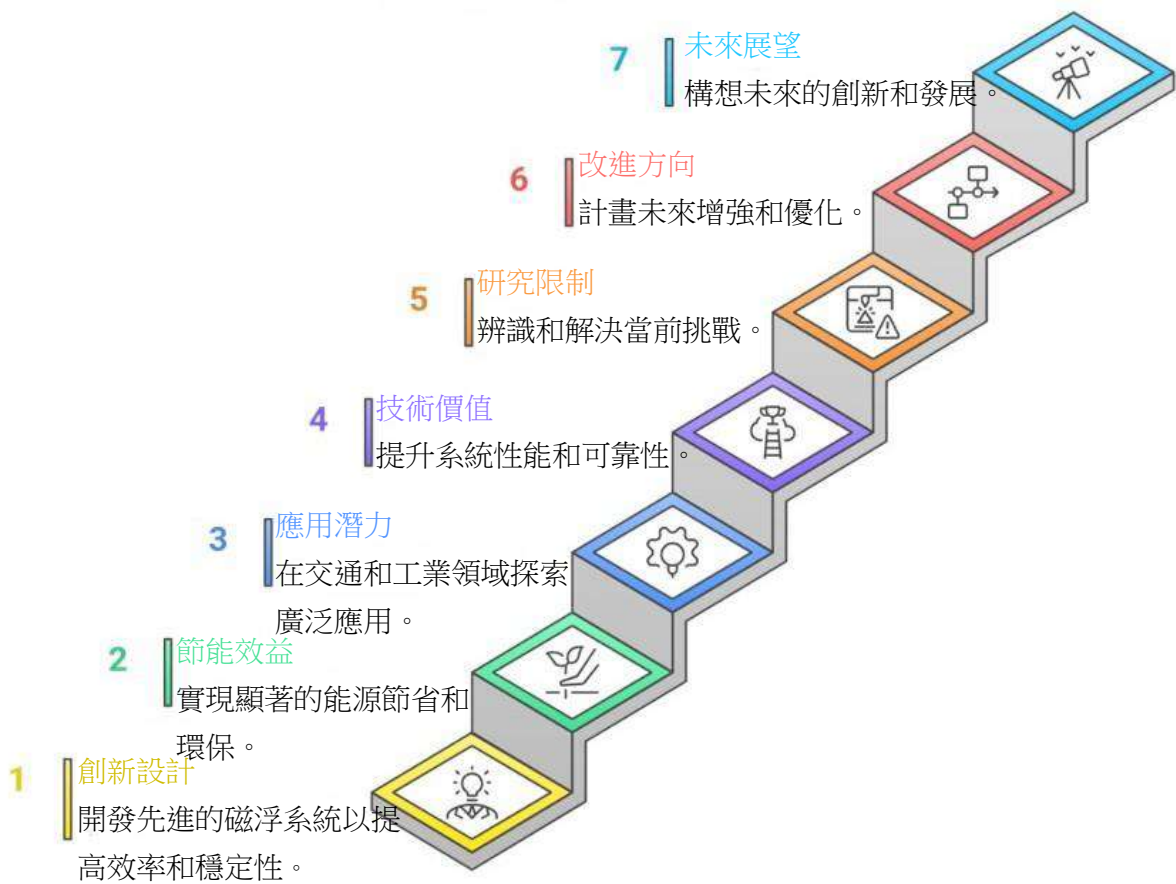 7
未來展望
構想未來的創新和發展。
6
改進方向
計畫未來增強和優化。
5
研究限制
辨識和解決當前挑戰。
4
技術價值
提升系統性能和可靠性。
3
應用潛力
在交通和工業領域探索
廣泛應用。
2
節能效益
實現顯著的能源節省和
環保。
1
創新設計
開發先進的磁浮系統以提
高效率和穩定性。